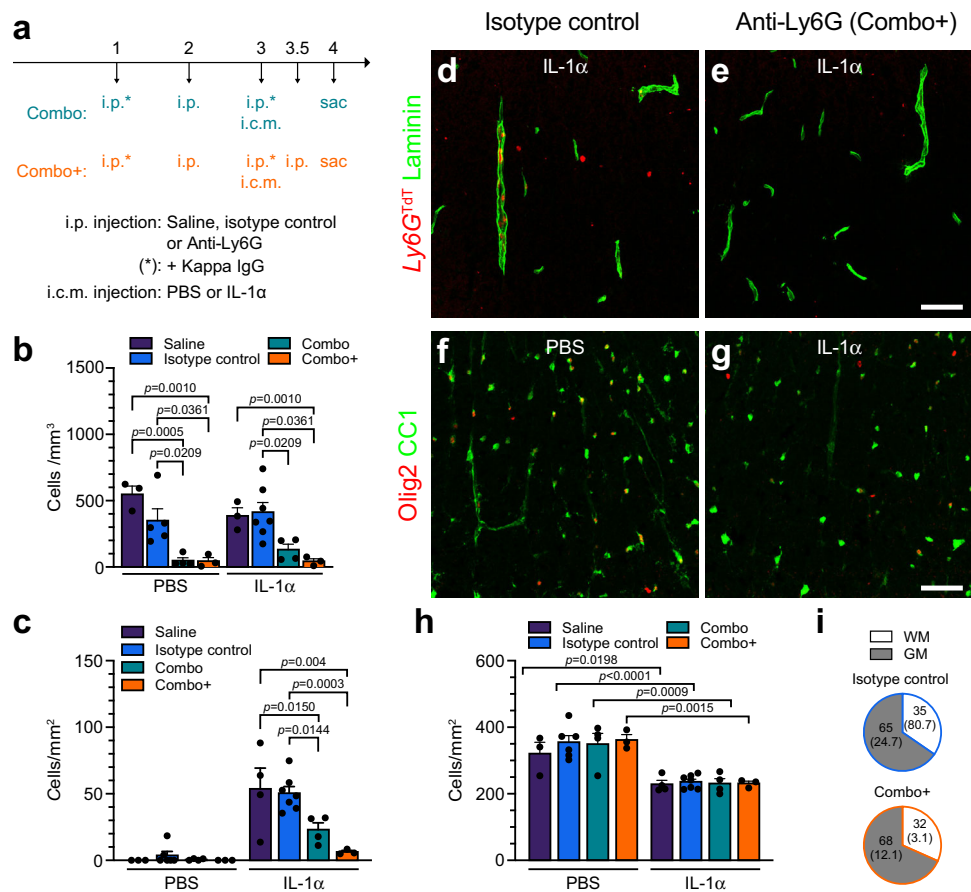 Isotype control
Anti-Ly6G (Combo+)
a
1 2 3 3.5 4
Combo: i.p.* i.p. i.p.* sac
i.c.m.
Combo+: i.p.* i.p. i.p.* i.p. sac
i.c.m.
i.p. injection: Saline, isotype control
or Anti-Ly6G
(*): + Kappa IgG
i.c.m. injection: PBS or IL-1α
Ly6G^TdT Laminin
d IL-1α
e IL-1α
Olig2 CC1
f PBS
g IL-1α
b
Saline Combo
Isotype control Combo+
Cells /mm³
1500
1000
500
0
p=0.0010
p=0.0361
p=0.0005
p=0.0209
p=0.0010
p=0.0361
p=0.0209
PBS IL-1α
c
Saline
Isotype control
Combo
Combo+
Cells/mm²
150
100
50
0
p=0.004
p=0.0003
p=0.0150
p=0.0144
PBS IL-1α
h
Saline Combo
Isotype control Combo+
Cells/mm²
600
400
200
0
p=0.0198
p<0.0001
p=0.0009
p=0.0015
PBS IL-1α
i
WM
GM
Isotype control
65 35
(24.7) (80.7)
Combo+
68 32
(12.1) (3.1)